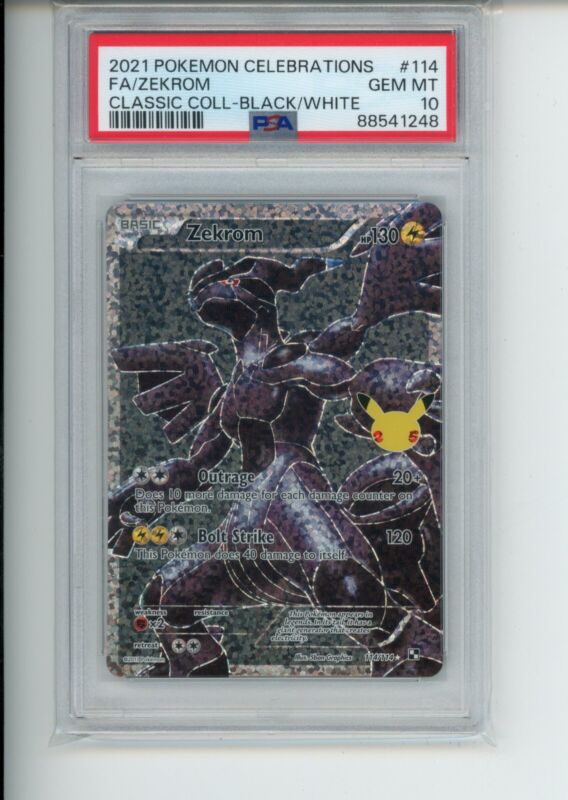 2021 POKEMON CELEBRATIONS #114
FA/ZEKROM GEM MT
CLASSIC COLL-BLACK/WHITE 10
PSA 88541248
BASIC Zekrom HP130
25
Outrage 20+
Does 10 more damage for each damage counter on
this Pokémon.
Bolt Strike 120
This Pokémon does 40 damage to itself.
weakness resistance
×2
retreat
This Pokémon appears in
legends. In its tail, it has a
giant generator that creates
electricity.
Illus. 5ban Graphics 114/114